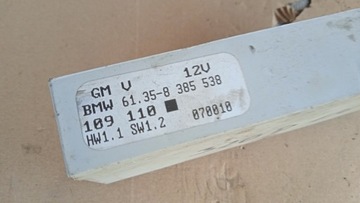 GM V 12V
BMW 61.35-8 385 538
109 110 ■ 070010
HW1.1 SW1.2